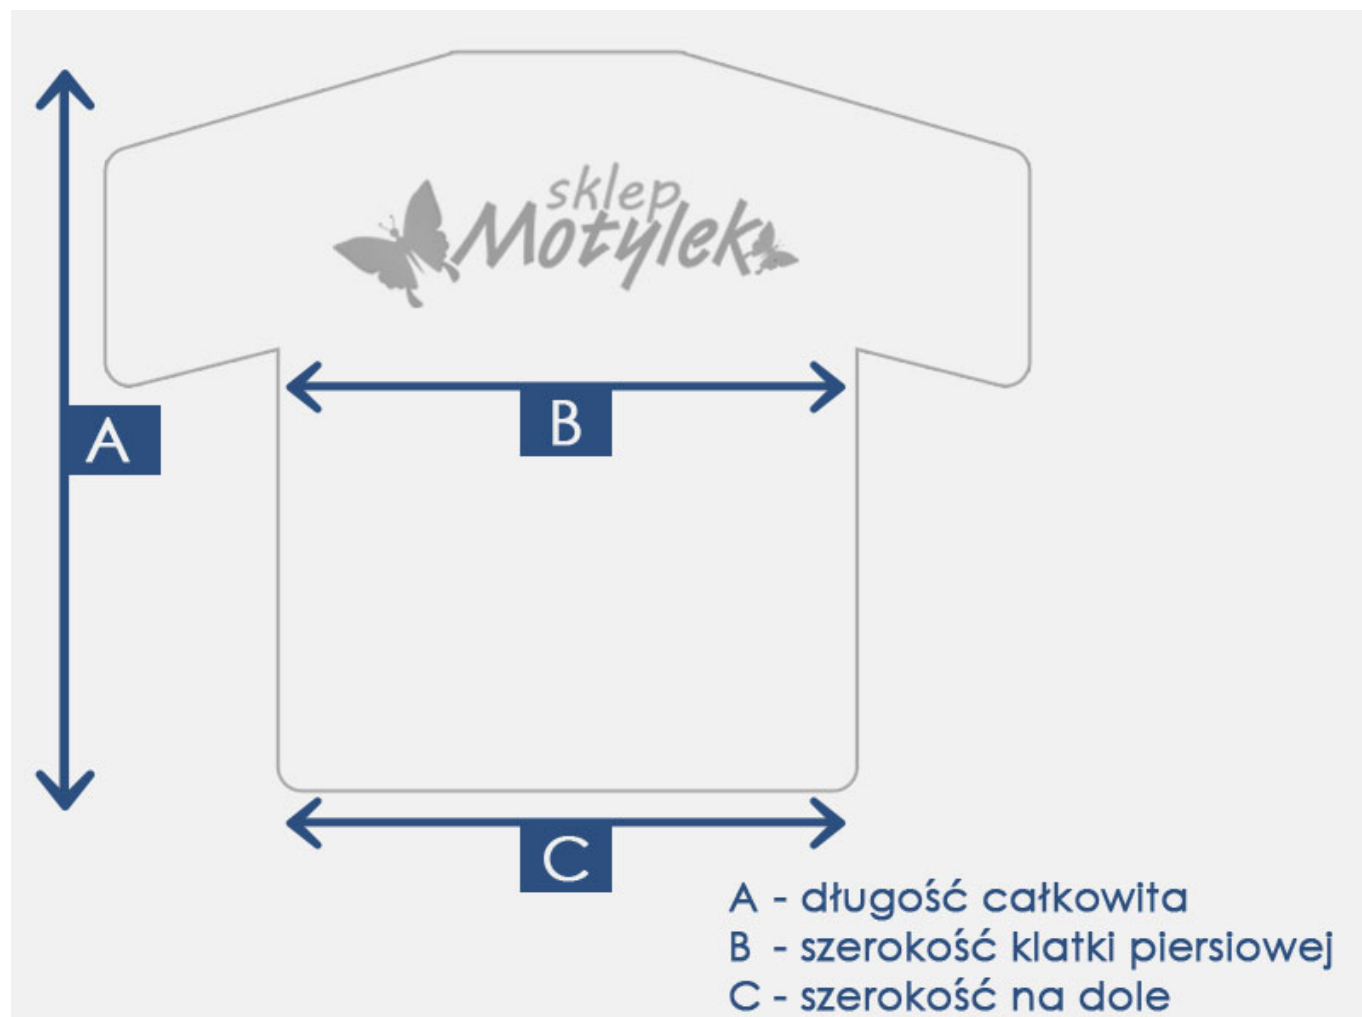 sklep
Motylek
A
B
C
A - długość całkowita
B - szerokość klatki piersiowej
C - szerokość na dole